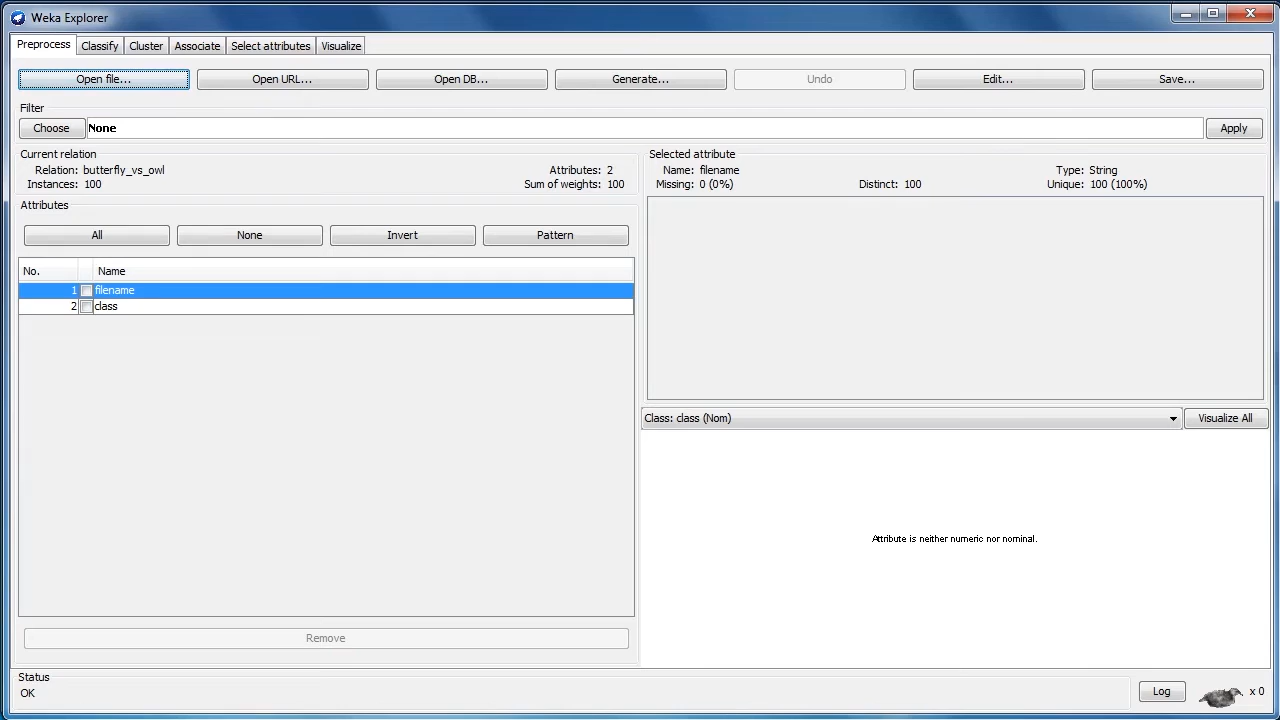 Weka Explorer
Preprocess Classify Cluster Associate Select attributes Visualize
Open file... Open URL... Open DB... Generate... Undo Edit... Save...
Filter
Choose None Apply
Current relation
Relation: butterfly_vs_owl Attributes: 2
Instances: 100 Sum of weights: 100
Attributes
All None Invert Pattern
No. Name
1 filename
2 class
Remove
Selected attribute
Name: filename Type: String
Missing: 0 (0%) Distinct: 100 Unique: 100 (100%)
Class: class (Nom) Visualize All
Attribute is neither numeric nor nominal.
Status
OK
Log x 0